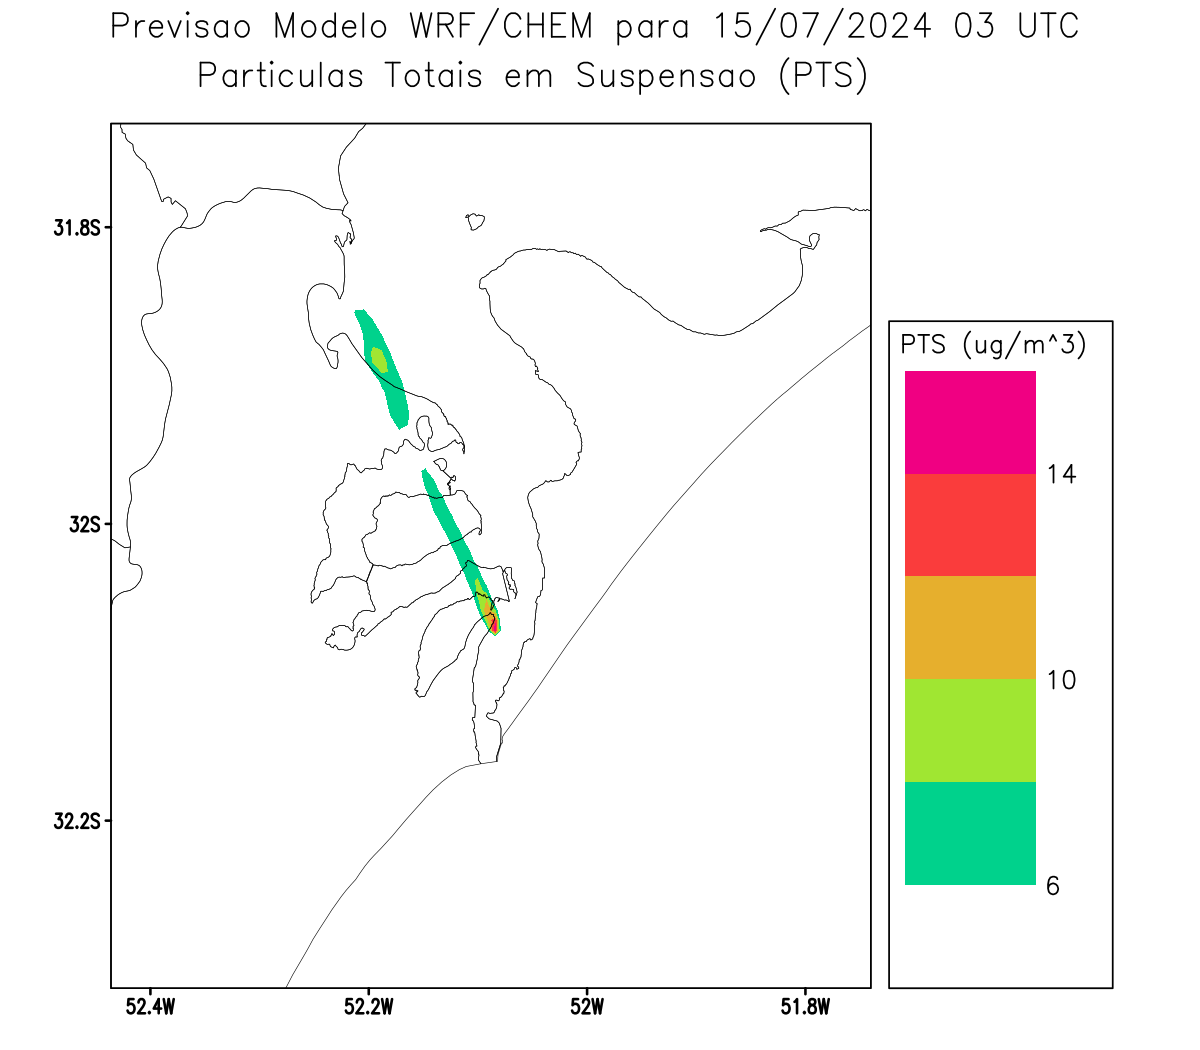 Previsao Modelo WRF/CHEM para 15/07/2024 03 UTC
Particulas Totais em Suspensao (PTS)
31.8S
32S
32.2S
52.4W
52.2W
52W
51.8W
PTS (ug/m^3)
14
10
6